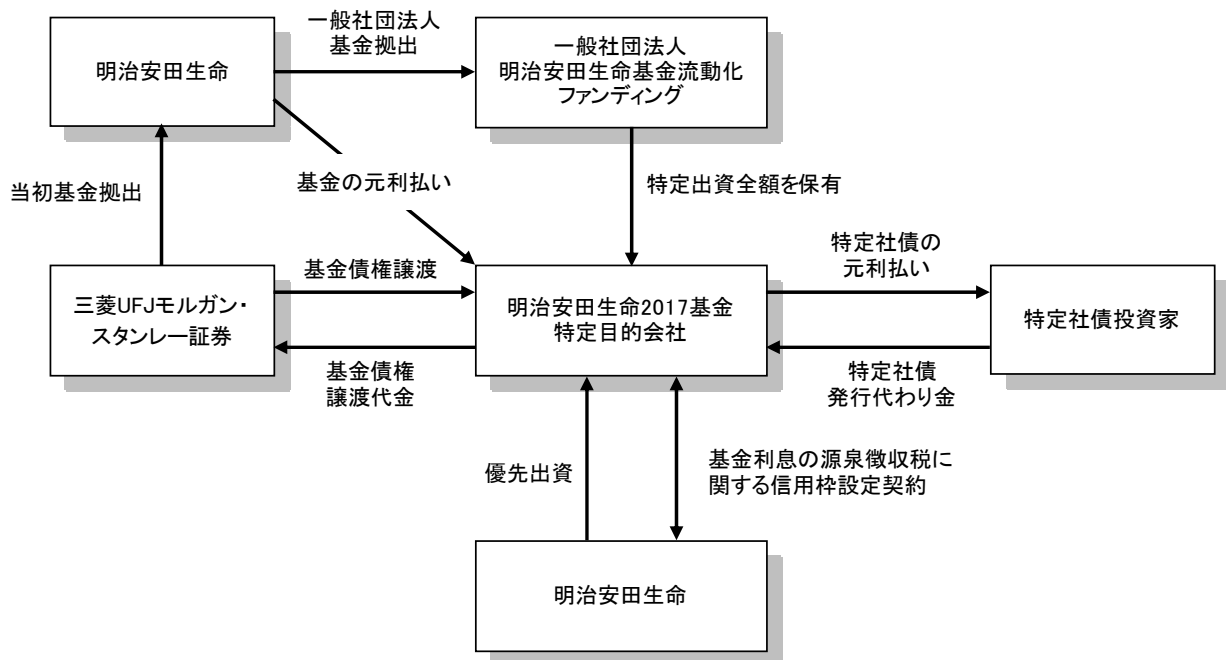 一般社団法人
基金拠出
明治安田生命
一般社団法人
明治安田生命基金流動化
ファンディング
当初基金拠出
基金の元利払い
特定出資全額を保有
特定社債の
元利払い
基金債権譲渡
三菱UFJモルガン・
スタンレー証券
明治安田生命2017基金
特定目的会社
特定社債投資家
基金債権
譲渡代金
特定社債
発行代わり金
優先出資
基金利息の源泉徴収税に
関する信用枠設定契約
明治安田生命